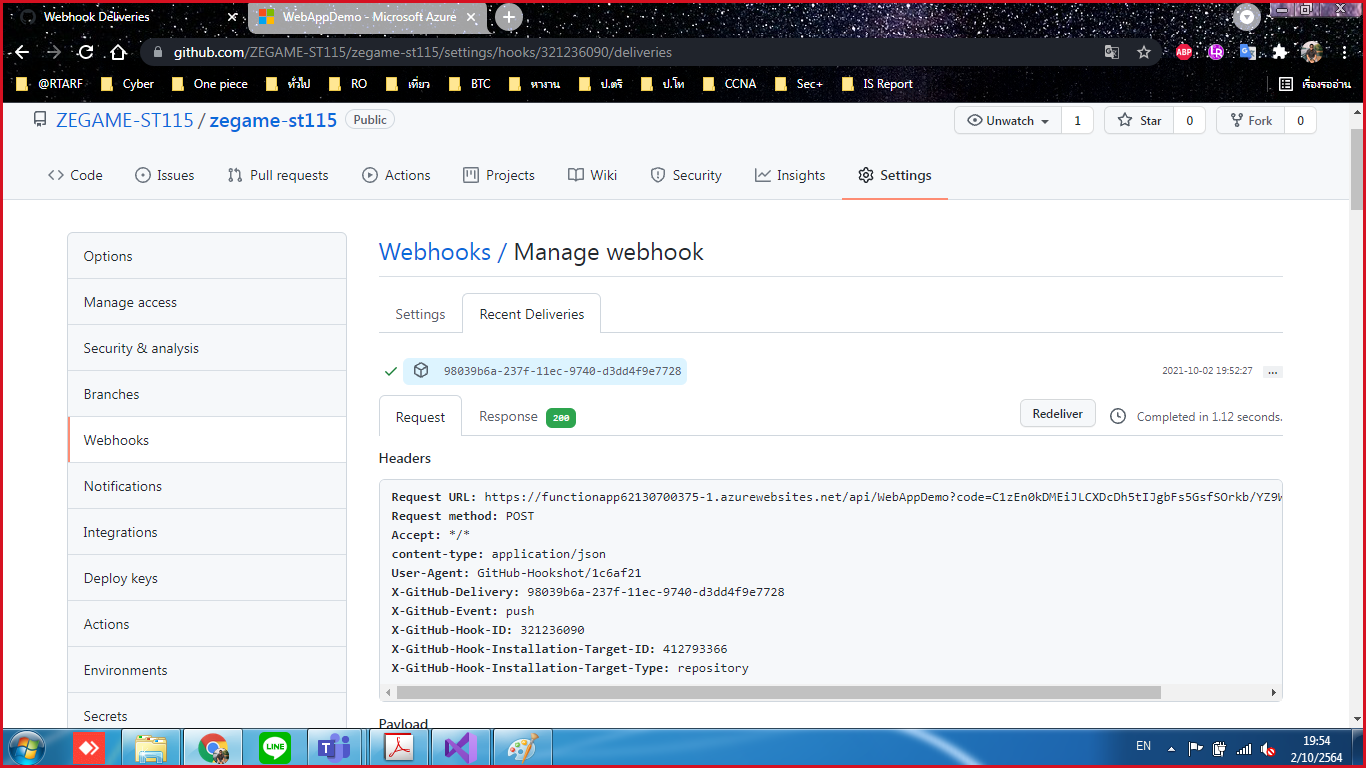 Webhook Deliveries
WebAppDemo - Microsoft Azure
github.com/ZEGAME-ST115/zegame-st115/settings/hooks/321236090/deliveries
ABP
@RTARF Cyber One piece ทั่วไป RO เที่ยว BTC หางาน ป.ตรี ป.โท CCNA Sec+ IS Report เรื่องรออ่าน
ZEGAME-ST115 / zegame-st115 Public
Unwatch 1 Star 0 Fork 0
Code Issues Pull requests Actions Projects Wiki Security Insights Settings
Options
Manage access
Security & analysis
Branches
Webhooks
Notifications
Integrations
Deploy keys
Actions
Environments
Secrets
Webhooks / Manage webhook
Settings Recent Deliveries
98039b6a-237f-11ec-9740-d3dd4f9e7728 2021-10-02 19:52:27 ...
Request Response 200 Redeliver Completed in 1.12 seconds.
Headers
Request URL: https://functionapp62130700375-1.azurewebsites.net/api/WebAppDemo?code=C1zEn0kDMEiJLCXDcDh5tIJgbFs5GsfSOrkb/YZ9W
Request method: POST
Accept: */*
content-type: application/json
User-Agent: GitHub-Hookshot/1c6af21
X-GitHub-Delivery: 98039b6a-237f-11ec-9740-d3dd4f9e7728
X-GitHub-Event: push
X-GitHub-Hook-ID: 321236090
X-GitHub-Hook-Installation-Target-ID: 412793366
X-GitHub-Hook-Installation-Target-Type: repository
Payload
LINE
EN
19:54
2/10/2564